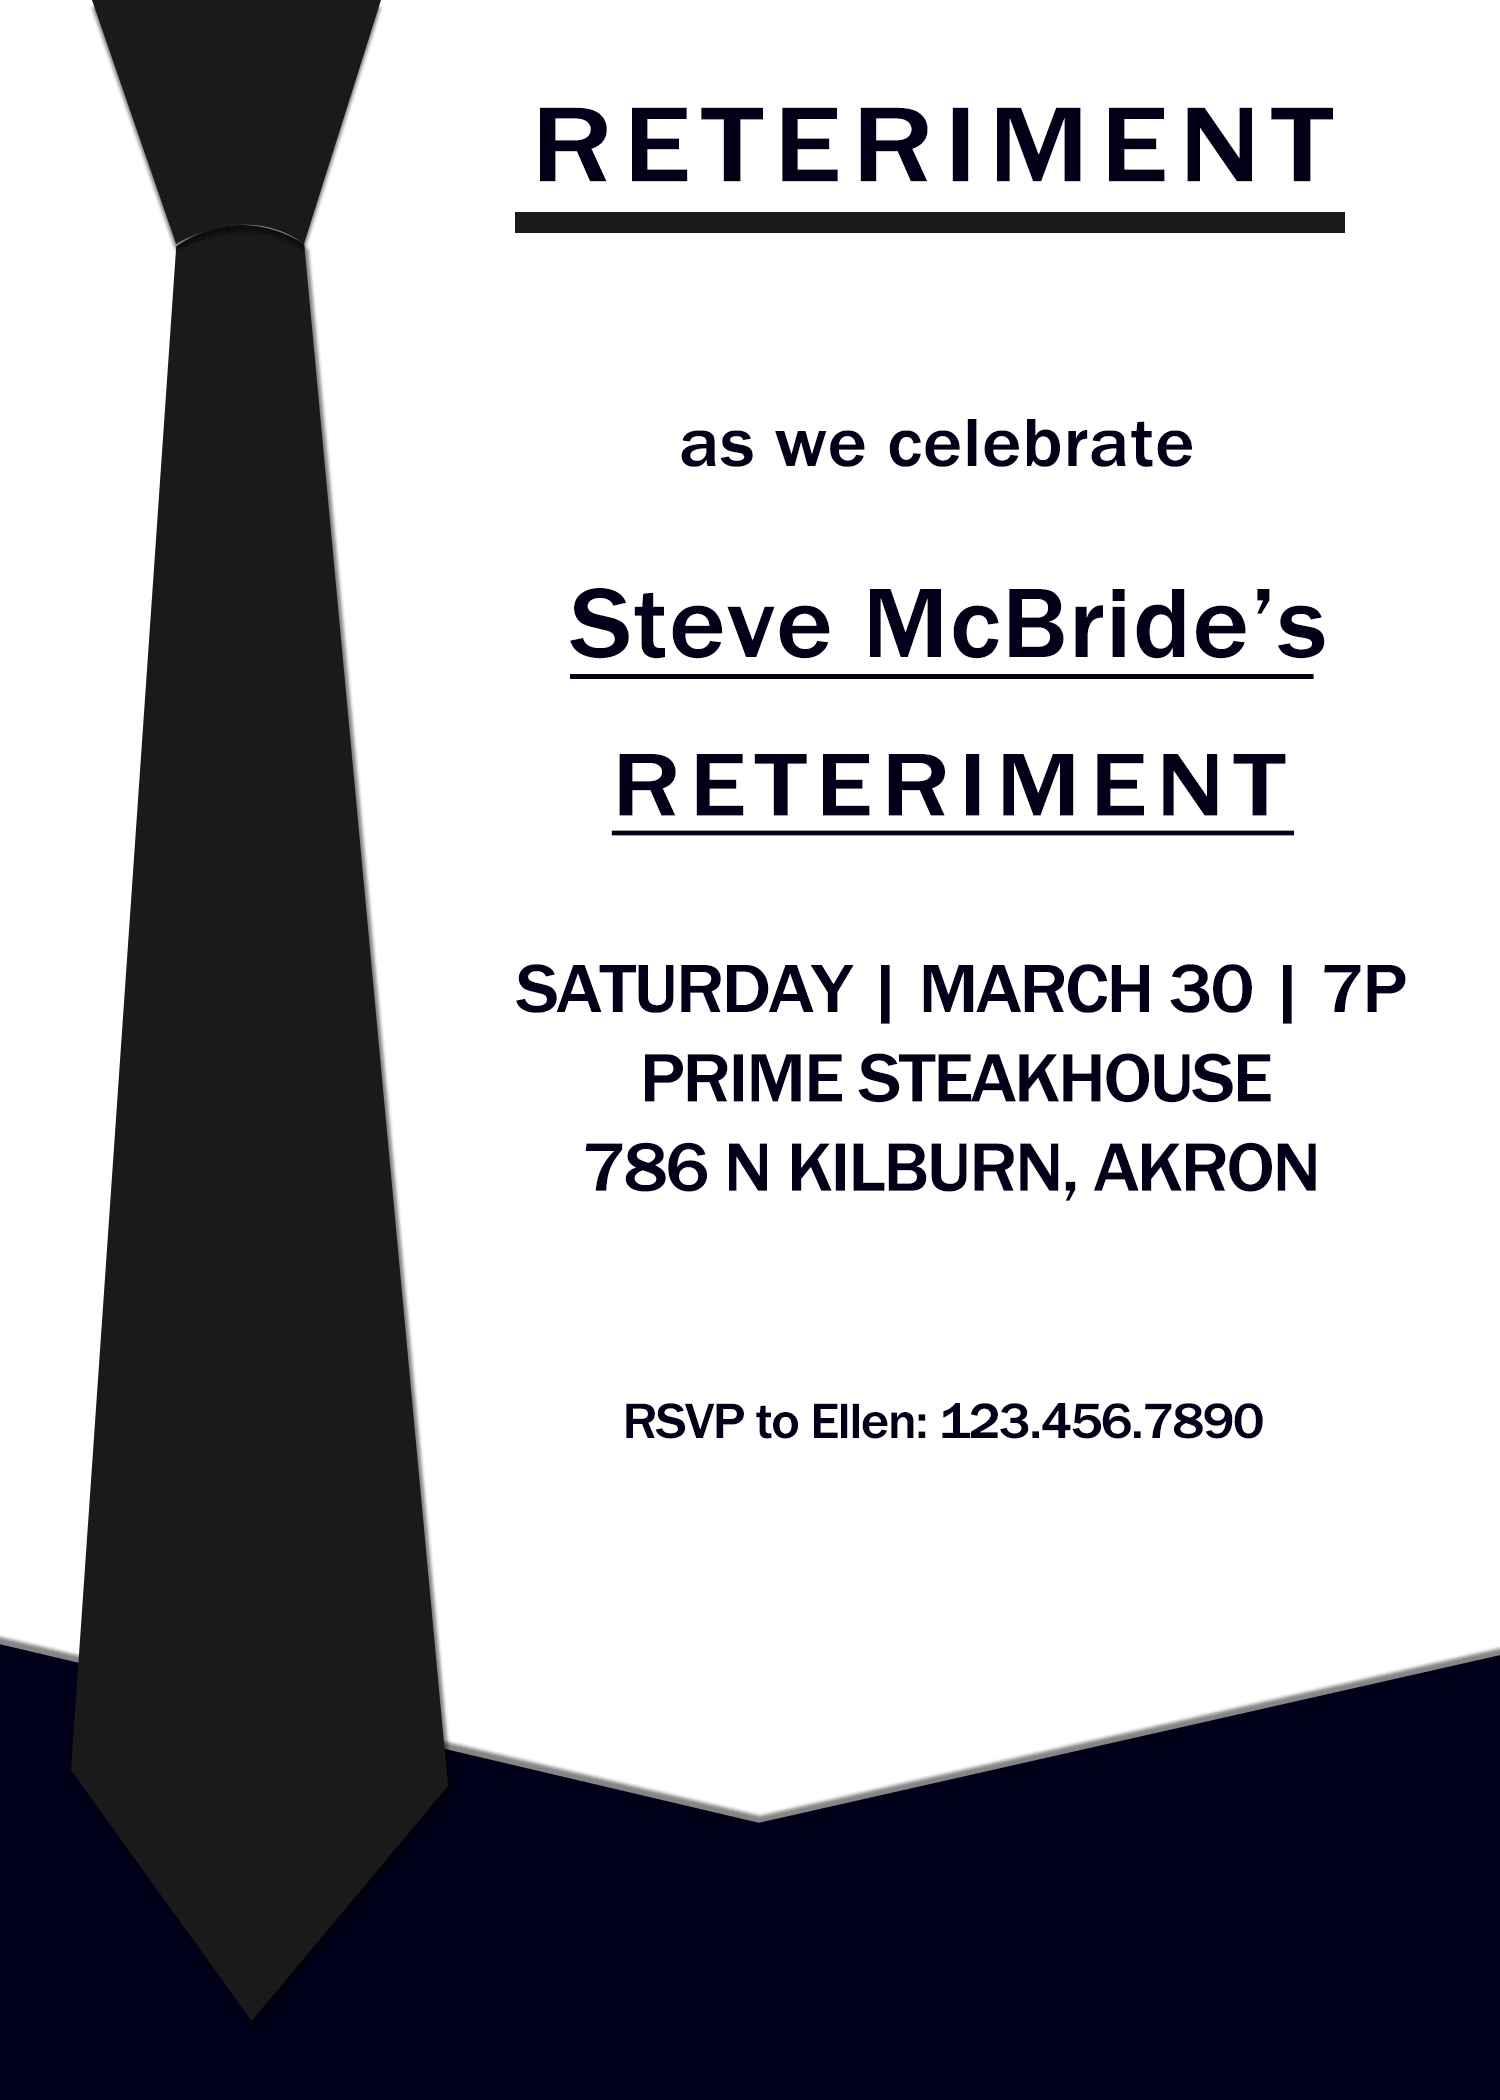 RETERIMENT
as we celebrate
Steve McBride’s
RETERIMENT
SATURDAY | MARCH 30 | 7P
PRIME STEAKHOUSE
786 N KILBURN, AKRON
RSVP to Ellen: 123.456.7890